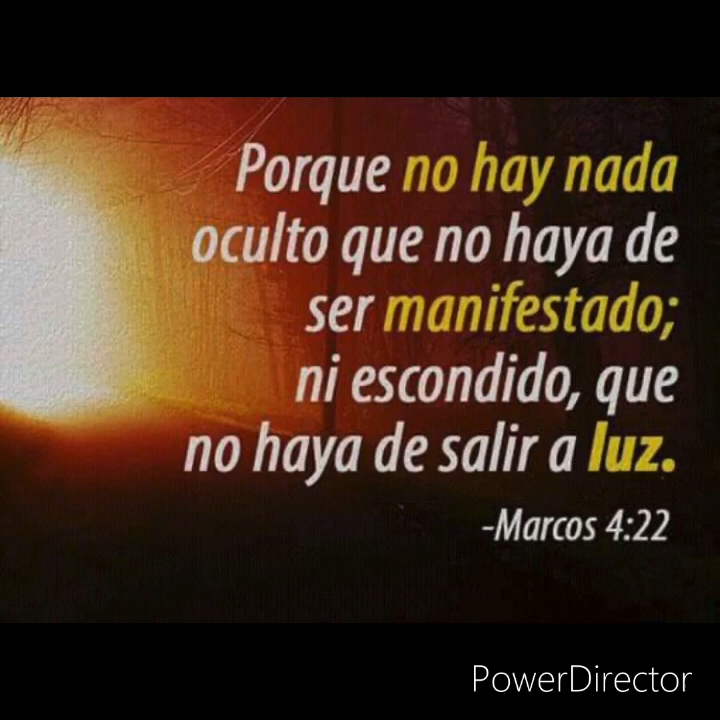 Porque no hay nada
oculto que no haya de
ser manifestado;
ni escondido, que
no haya de salir a luz.
-Marcos 4:22
PowerDirector